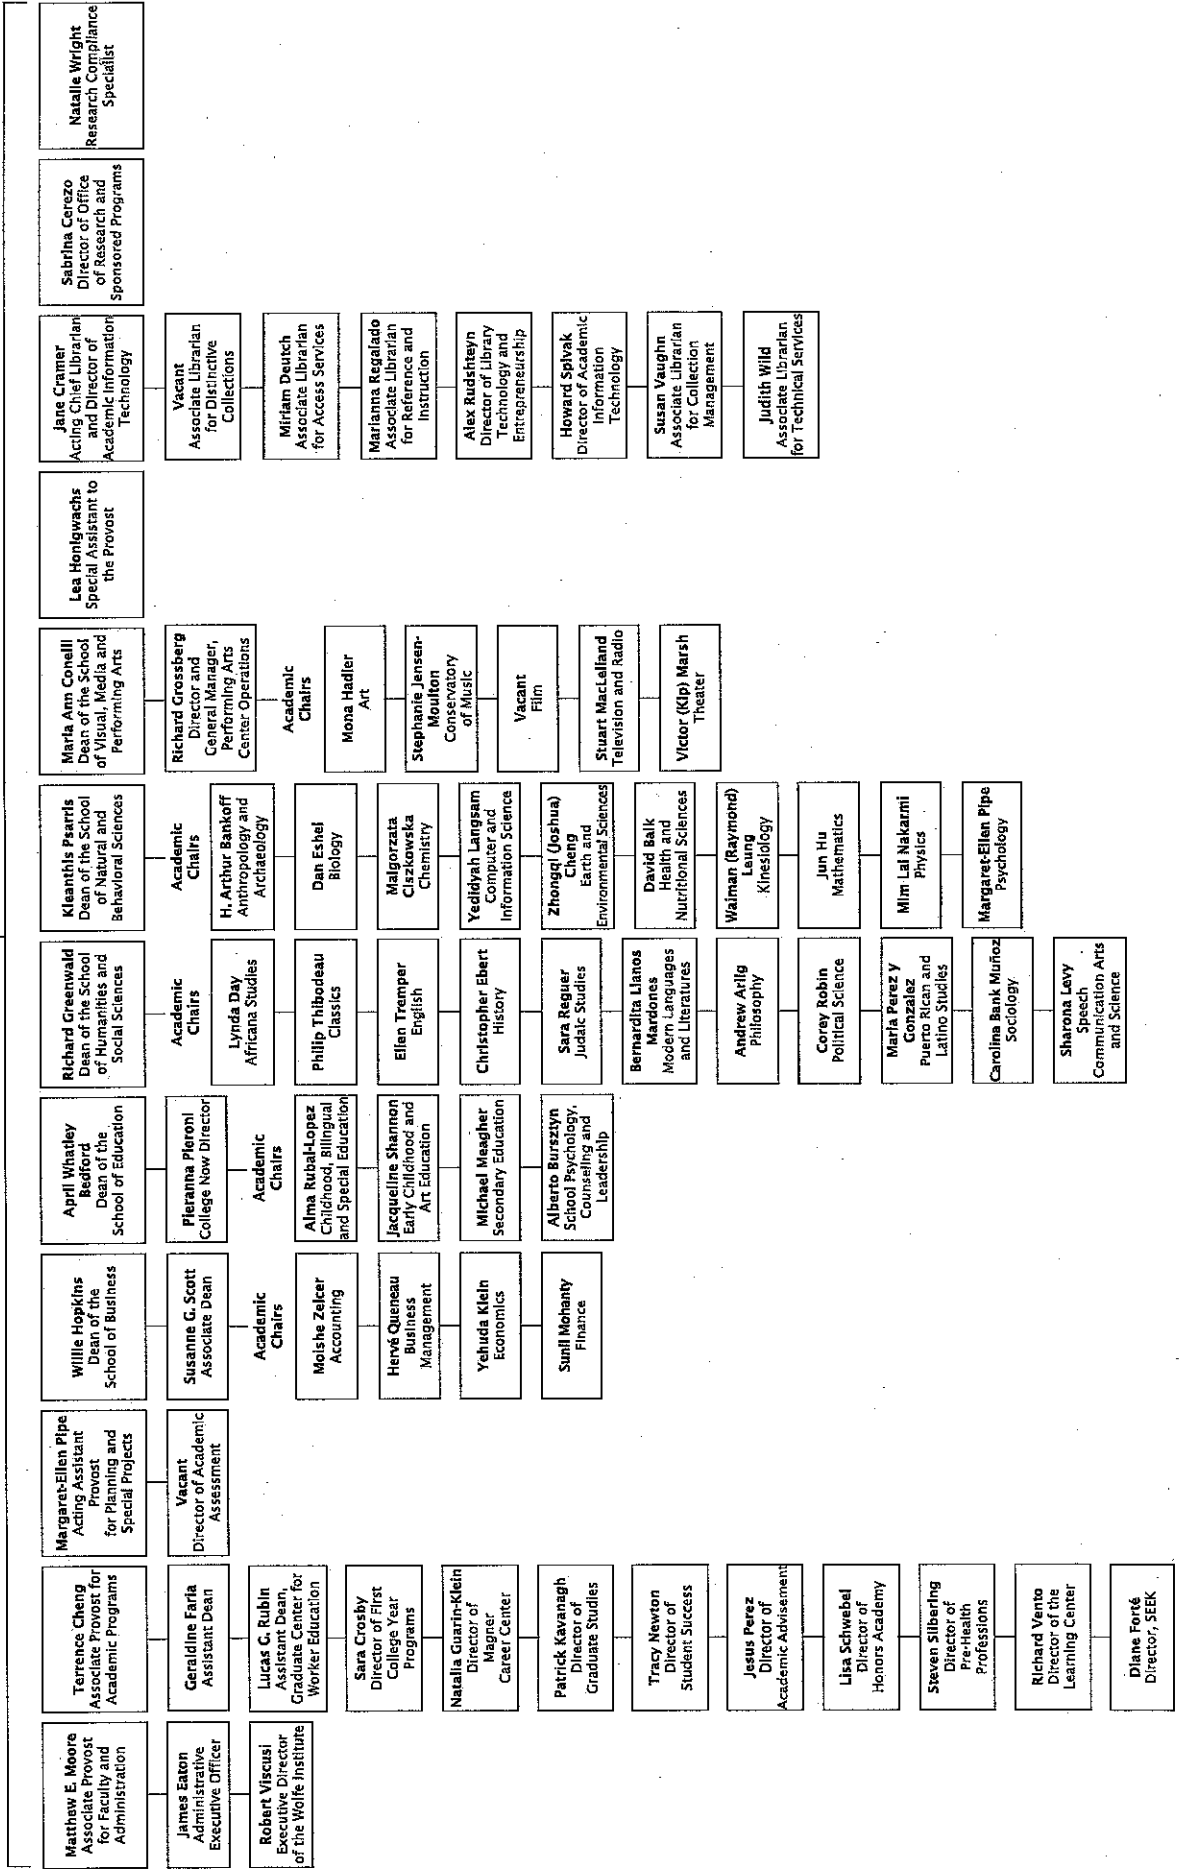 Matthew E. Moore
Associate Provost
for Faculty and
Administration
James Eaton
Administrative
Executive Officer
Robert Viscusi
Executive Director
of the Wolfe Institute
Terrence Cheng
Associate Provost for
Academic Programs
Geraldine Faria
Assistant Dean
Lucas G. Rubin
Assistant Dean,
Graduate Center for
Worker Education
Sara Crosby
Director of First
College Year
Programs
Natalia Guarin-Klein
Director of
Magner
Career Center
Patrick Kavanagh
Director of
Graduate Studies
Tracy Newton
Director of
Student Success
Jesus Perez
Director of
Academic Advisement
Lisa Schwebel
Director of
Honors Academy
Steven Silbering
Director of
Pre-Health
Professions
Richard Vento
Director of the
Learning Center
Diane Forté
Director, SEEK
Margaret-Ellen Pipe
Acting Assistant
Provost
for Planning and
Special Projects
Vacant
Director of Academic
Assessment
Willie Hopkins
Dean of the
School of Business
Susanne G. Scott
Associate Dean
Academic
Chairs
Moishe Zelcer
Accounting
Hervé Queneau
Business
Management
Yehuda Klein
Economics
Sunil Mohanty
Finance
April Whatley
Bedford
Dean of the
School of Education
Pieranna Pieroni
College Now Director
Academic
Chairs
Alma Rubal-Lopez
Childhood, Bilingual
and Special Education
Jacqueline Shannon
Early Childhood and
Art Education
Michael Meagher
Secondary Education
Alberto Bursztyn
School Psychology,
Counseling and
Leadership
Richard Greenwald
Dean of the School
of Humanities and
Social Sciences
Academic
Chairs
Lynda Day
Africana Studies
Philip Thibodeau
Classics
Ellen Tremper
English
Christopher Ebert
History
Sara Reguer
Judaic Studies
Bernardita Llanos
Mardones
Modern Languages
and Literatures
Andrew Arlig
Philosophy
Corey Robin
Political Science
Maria Perez y
Gonzalez
Puerto Rican and
Latino Studies
Carolina Bank Muñoz
Sociology
Sharona Levy
Speech
Communication Arts
and Science
Kleanthis Psarris
Dean of the School
of Natural and
Behavioral Sciences
Academic
Chairs
H. Arthur Bankoff
Anthropology and
Archaeology
Dan Eshel
Biology
Malgorzata
Ciszkowska
Chemistry
Yedidyah Langsam
Computer and
Information Science
Zhongqi (Joshua)
Cheng
Earth and
Environmental Sciences
David Balk
Health and
Nutritional Sciences
Waiman (Raymond)
Leung
Kinesiology
Jun Hu
Mathematics
Mim Lal Nakarmi
Physics
Margaret-Ellen Pipe
Psychology
Maria Ann Conelli
Dean of the School
of Visual, Media and
Performing Arts
Richard Grossberg
Director and
General Manager,
Performing Arts
Center Operations
Academic
Chairs
Mona Hadler
Art
Stephanie Jensen-
Moulton
Conservatory
of Music
Vacant
Film
Stuart MacLelland
Television and Radio
Victor (Kip) Marsh
Theater
Lea Honigwachs
Special Assistant to
the Provost
Jane Cramer
Acting Chief Librarian
and Director of
Academic Information
Technology
Vacant
Associate Librarian
for Distinctive
Collections
Miriam Deutch
Associate Librarian
for Access Services
Marianna Regalado
Associate Librarian
for Reference and
Instruction
Alex Rudshteyn
Director of Library
Technology and
Entrepreneurship
Howard Spivak
Director of Academic
Information
Technology
Susan Vaughn
Associate Librarian
for Collection
Management
Judith Wild
Associate Librarian
for Technical Services
Sabrina Cerezo
Director of Office
of Research and
Sponsored Programs
Natalie Wright
Research Compliance
Specialist